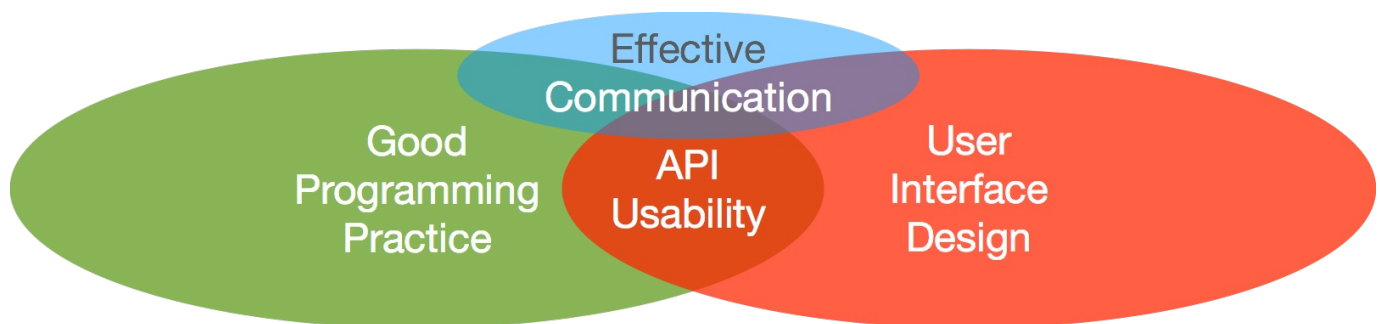 Effective
Communication
Good
Programming
Practice
API
Usability
User
Interface
Design